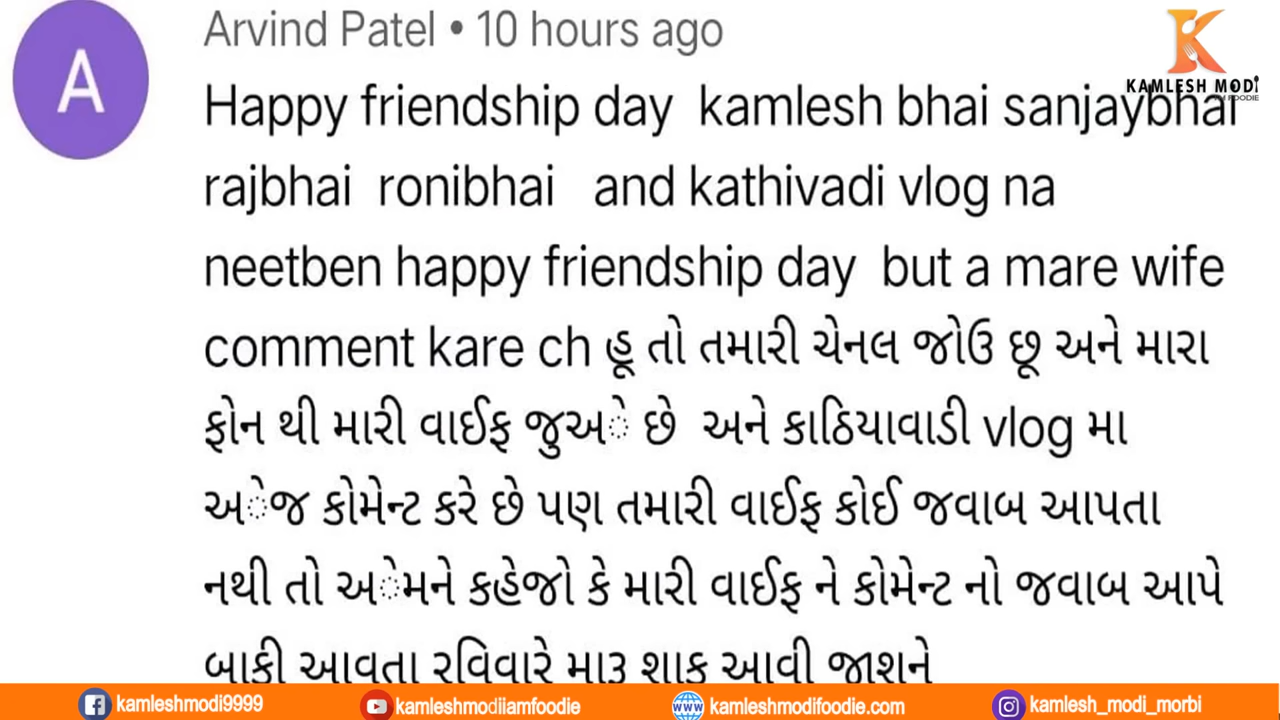 A
Arvind Patel • 10 hours ago
KAMLESH MODI
Happy friendship day kamlesh bhai sanjaybhai
rajbhai ronibhai and kathivadi vlog na
neetben happy friendship day but a mare wife
comment kare ch હૂ તો તમારી ચેનલ જોઉ છૂ અને મારા
ફોન થી મારી વાઈફ જુઅે છે અને કાઠિયાવાડી vlog મા
અેજ કોમેન્ટ કરે છે પણ તમારી વાઈફ કોઈ જવાબ આપતા
નથી તો અેમને કહેજો કે મારી વાઈફ ને કોમેન્ટ નો જવાબ આપે
બાકી આવતા રવિવારે મારૂ શાક આવી જાશને
kamleshmodi9999 kamleshmodiiamfoodie www kamleshmodifoodie.com kamlesh_modi_morbi